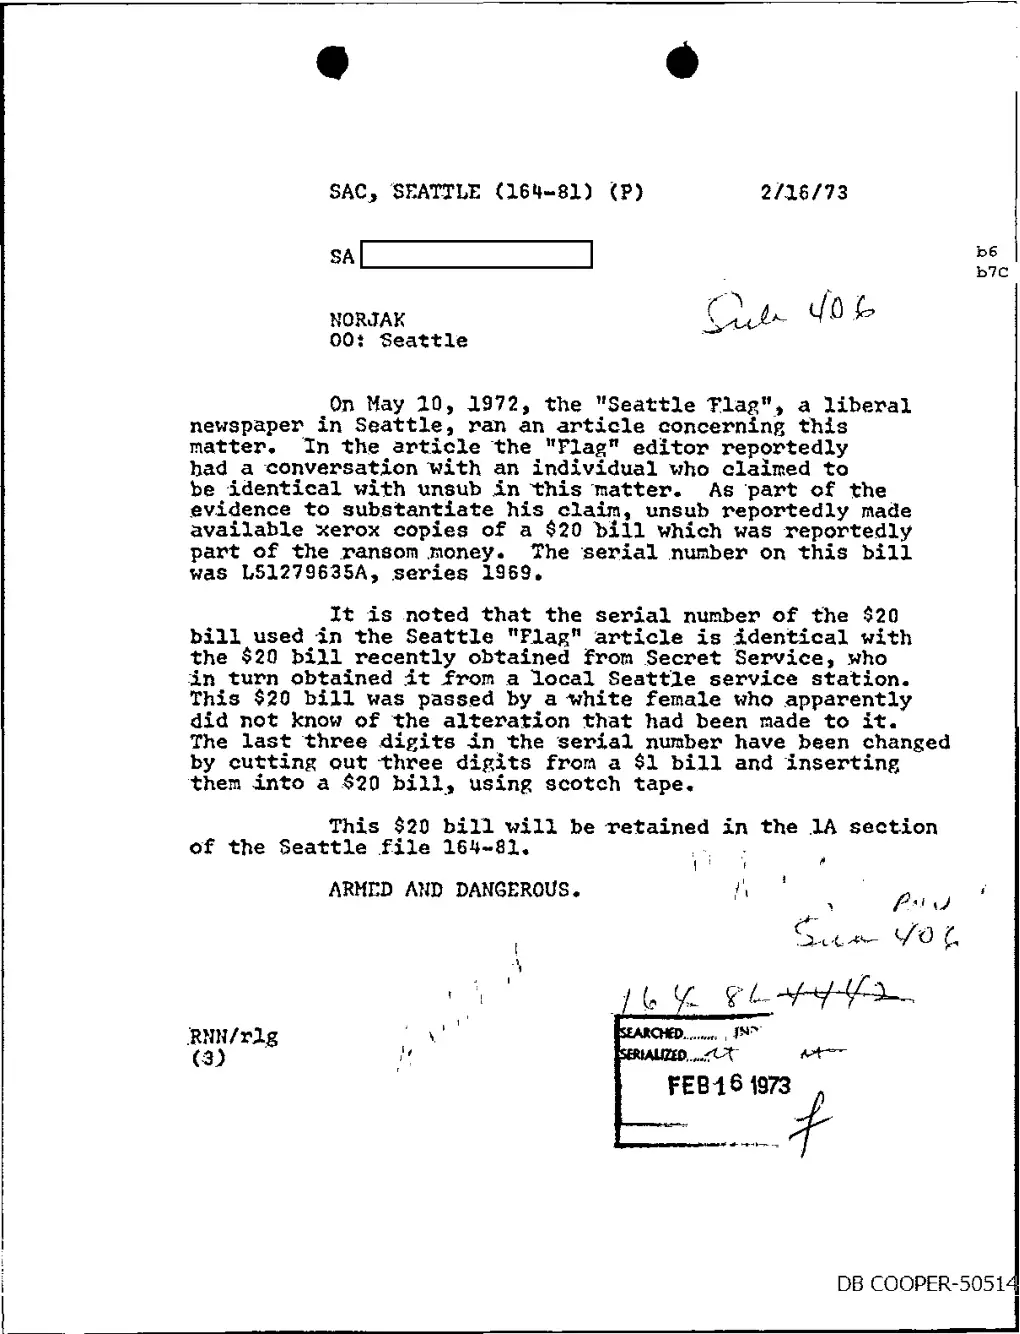 SAC, SEATTLE (164-81) (P) 2/16/73
SA
b6
b7C
NORJAK
OO: Seattle
Sub 406
On May 10, 1972, the "Seattle Flag", a liberal
newspaper in Seattle, ran an article concerning this
matter. In the article the "Flag" editor reportedly
had a conversation with an individual who claimed to
be identical with unsub in this matter. As part of the
evidence to substantiate his claim, unsub reportedly made
available xerox copies of a $20 bill which was reportedly
part of the ransom money. The serial number on this bill
was L51279635A, series 1969.
It is noted that the serial number of the $20
bill used in the Seattle "Flag" article is identical with
the $20 bill recently obtained from Secret Service, who
in turn obtained it from a local Seattle service station.
This $20 bill was passed by a white female who apparently
did not know of the alteration that had been made to it.
The last three digits in the serial number have been changed
by cutting out three digits from a $1 bill and inserting
them into a $20 bill, using scotch tape.
This $20 bill will be retained in the 1A section
of the Seattle file 164-81.
ARMED AND DANGEROUS.
Sub 406
164-81-4442
RNN/rlg
(3)
SEARCHED
SERIALIZED
FEB 16 1973
DB COOPER-50514